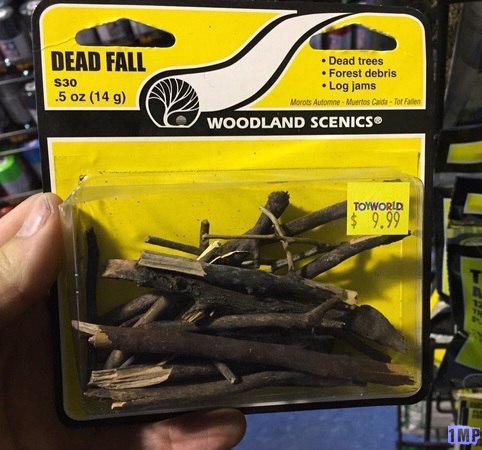 DEAD FALL
S30
.5 oz (14 g)
• Dead trees
• Forest debris
• Log jams
Morots Automne - Muertos Caida - Tot Fallen
WOODLAND SCENICS®
TOYWORLD
$ 9.99
1MP